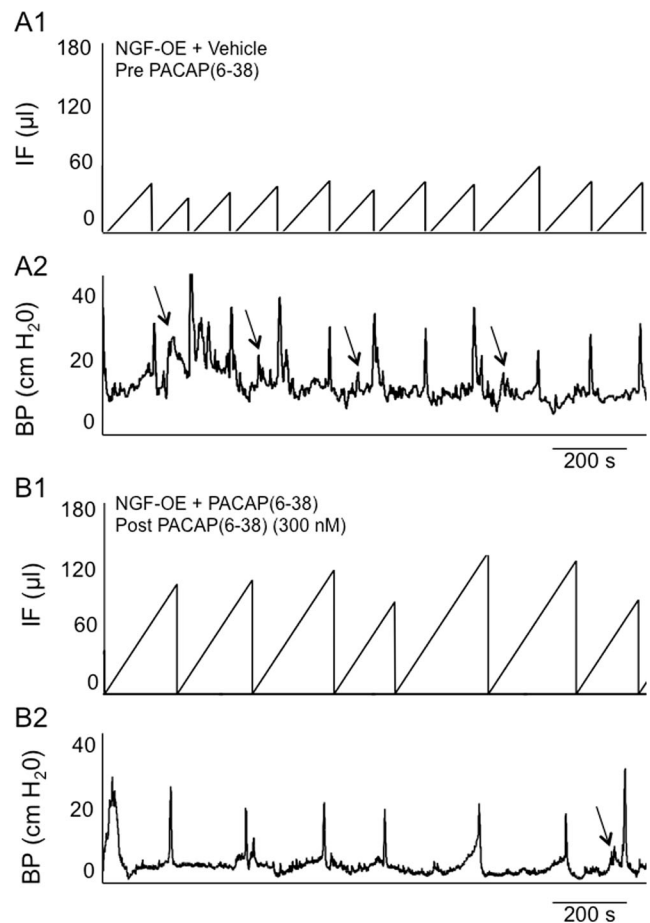 A1
NGF-OE + Vehicle
Pre PACAP(6-38)
IF (µl)
180
120
60
0
A2
BP (cm H₂0)
40
20
0
200 s
B1
NGF-OE + PACAP(6-38)
Post PACAP(6-38) (300 nM)
IF (µl)
180
120
60
0
B2
BP (cm H₂0)
40
20
0
200 s